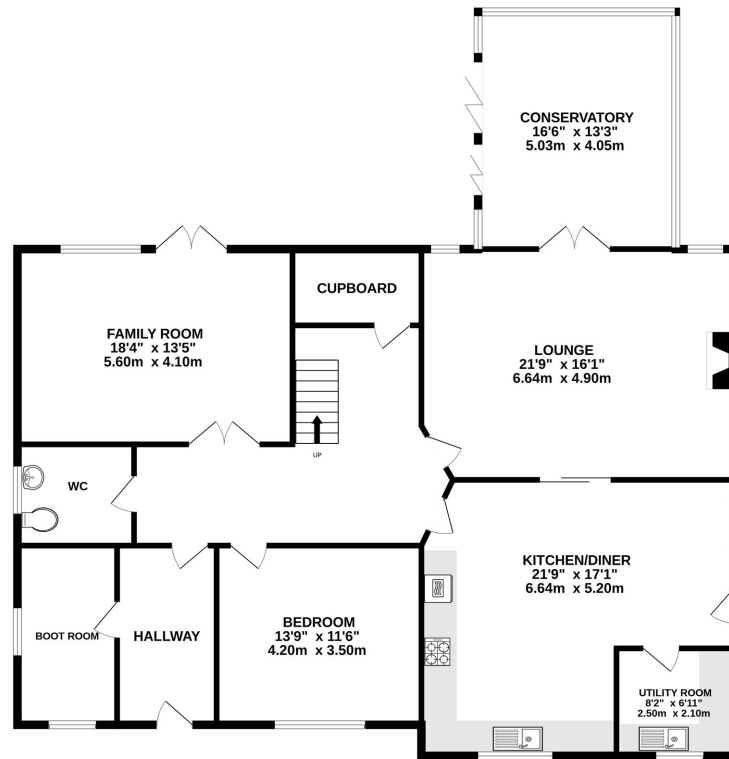 CONSERVATORY
16'6" x 13'3"
5.03m x 4.05m
CUPBOARD
FAMILY ROOM
18'4" x 13'5"
5.60m x 4.10m
LOUNGE
21'9" x 16'1"
6.64m x 4.90m
UP
WC
KITCHEN/DINER
21'9" x 17'1"
6.64m x 5.20m
BEDROOM
13'9" x 11'6"
4.20m x 3.50m
BOOT ROOM
HALLWAY
UTILITY ROOM
8'2" x 6'11"
2.50m x 2.10m